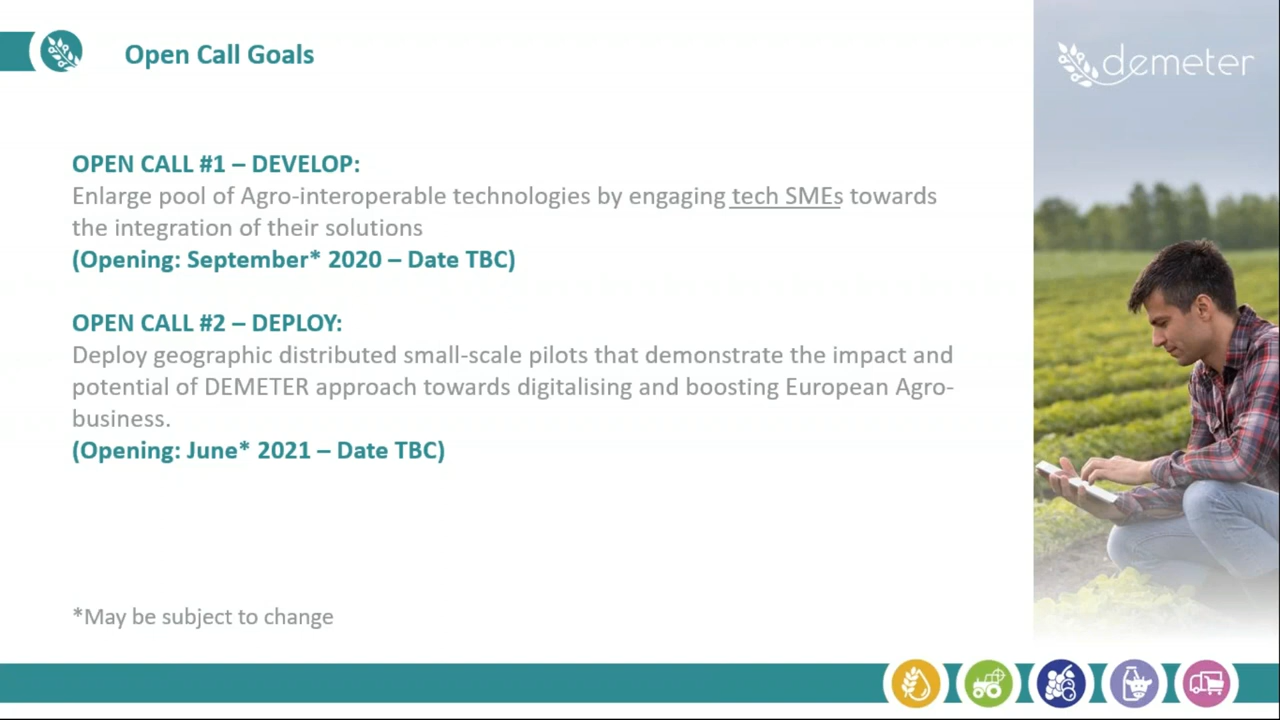 Open Call Goals
demeter
OPEN CALL #1 – DEVELOP:
Enlarge pool of Agro-interoperable technologies by engaging tech SMEs towards
the integration of their solutions
(Opening: September* 2020 – Date TBC)
OPEN CALL #2 – DEPLOY:
Deploy geographic distributed small-scale pilots that demonstrate the impact and
potential of DEMETER approach towards digitalising and boosting European Agro-
business.
(Opening: June* 2021 – Date TBC)
*May be subject to change